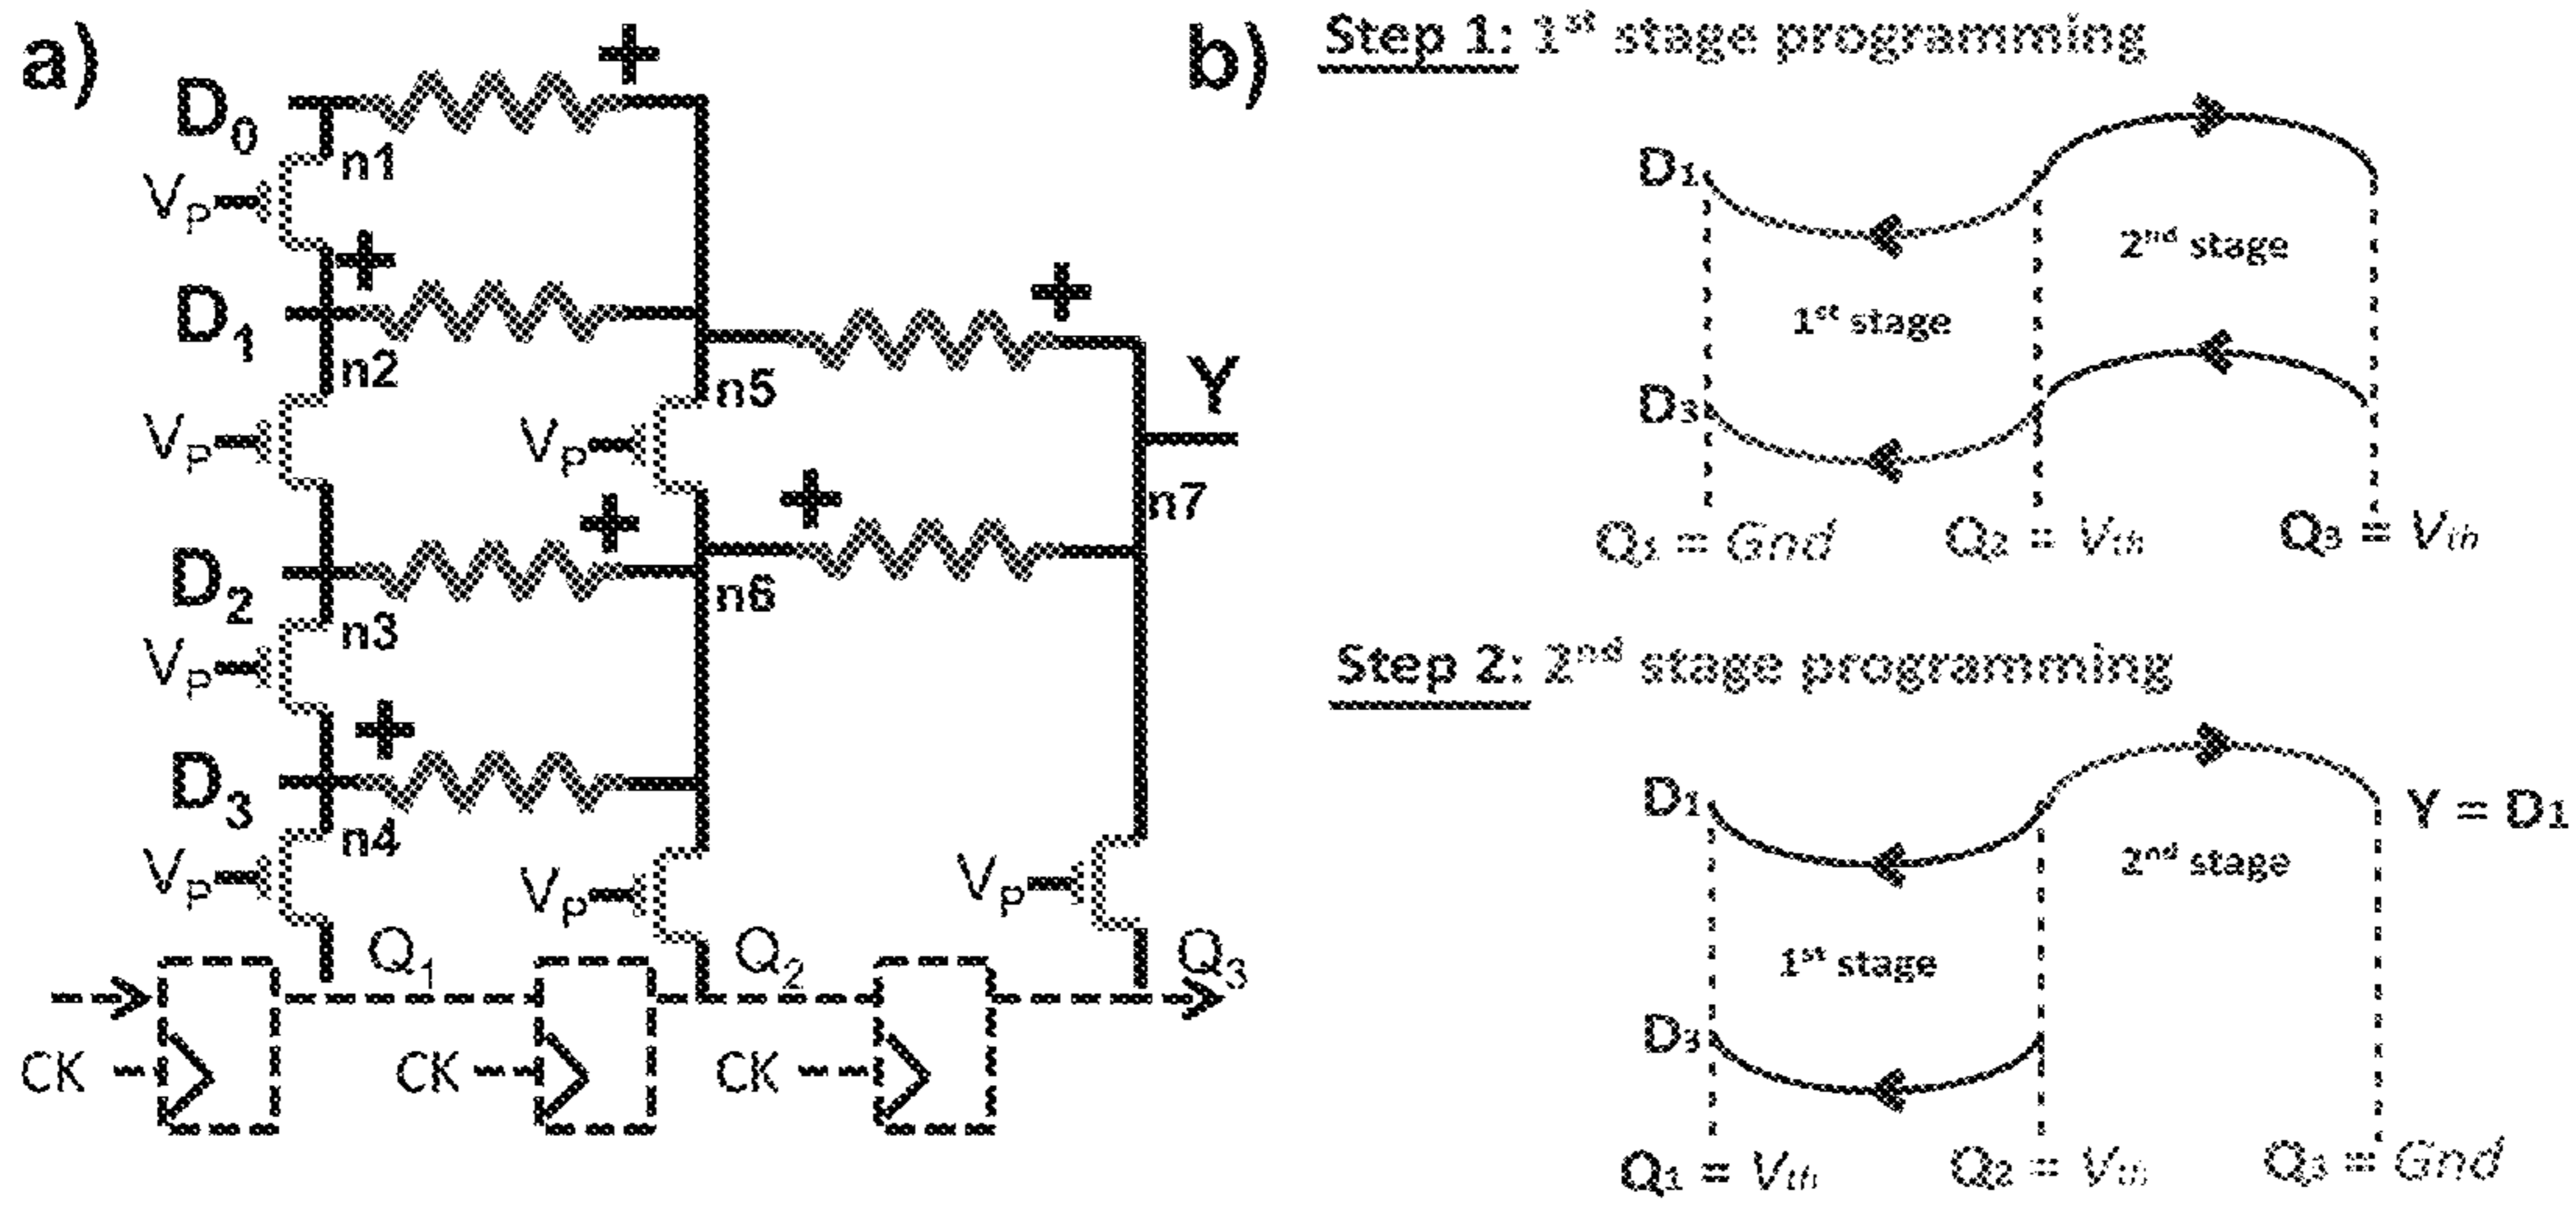 a)
D0
+
n1
VP
+
D1
n2
+
VP
n5
VP
Y
+
+
n7
D2
n6
n3
VP
+
D3
n4
VP
VP
VP
Q1
Q2
Q3
CK
CK
CK
b)
Step 1: 1st stage programming
D1
2nd stage
1st stage
D3
Q1 = Gnd
Q2 = Vth
Q3 = Vth
Step 2: 2nd stage programming
D1
Y = D1
2nd stage
1st stage
D3
Q1 = Vth
Q2 = Vth
Q3 = Gnd